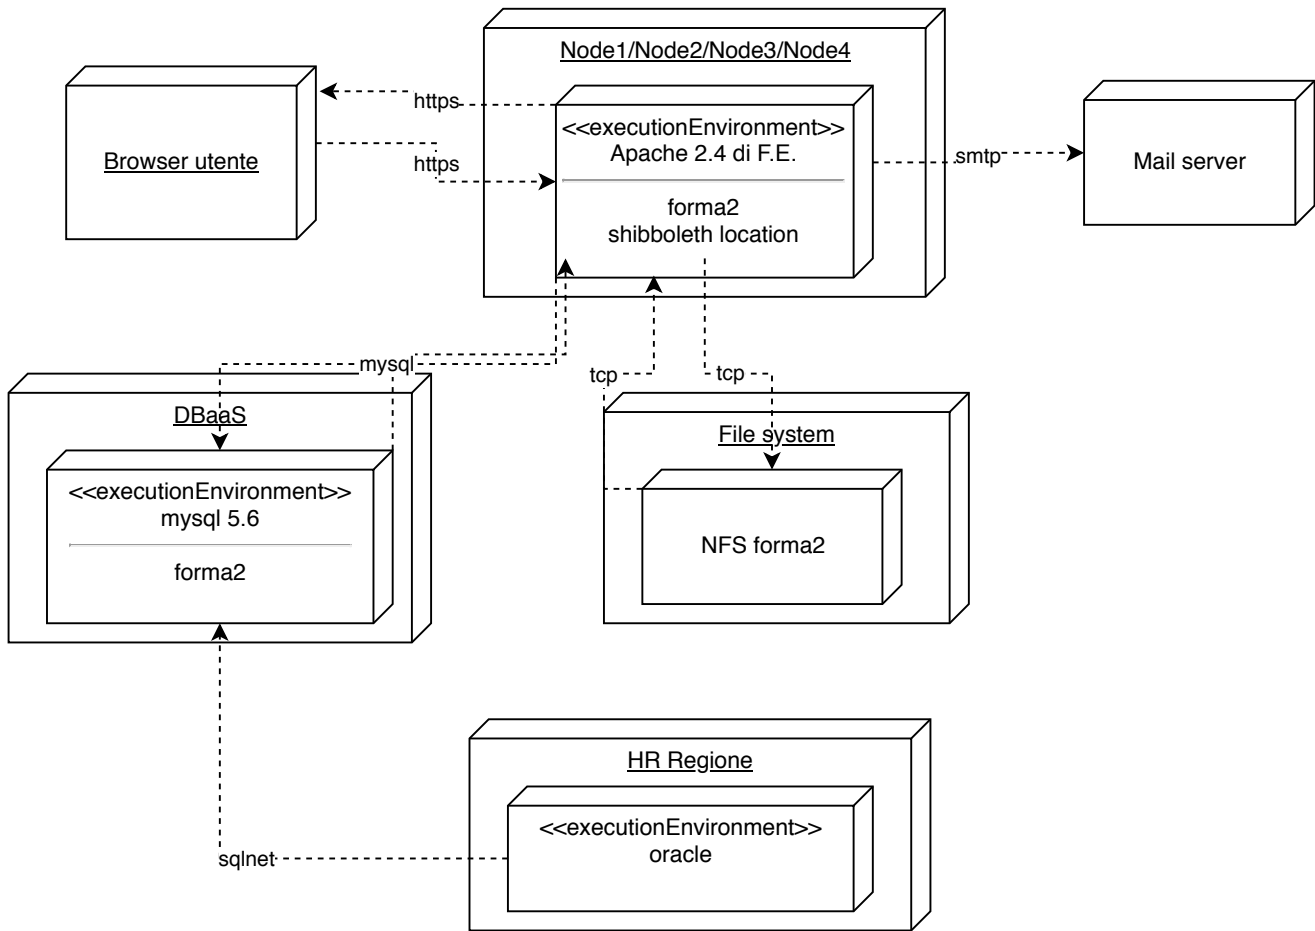 Node1/Node2/Node3/Node4
https
<<executionEnvironment>>
Apache 2.4 di F.E.
forma2
shibboleth location
Browser utente
https
smtp
Mail server
mysql
tcp
tcp
DBaaS
<<executionEnvironment>>
mysql 5.6
forma2
File system
NFS forma2
HR Regione
<<executionEnvironment>>
oracle
sqlnet